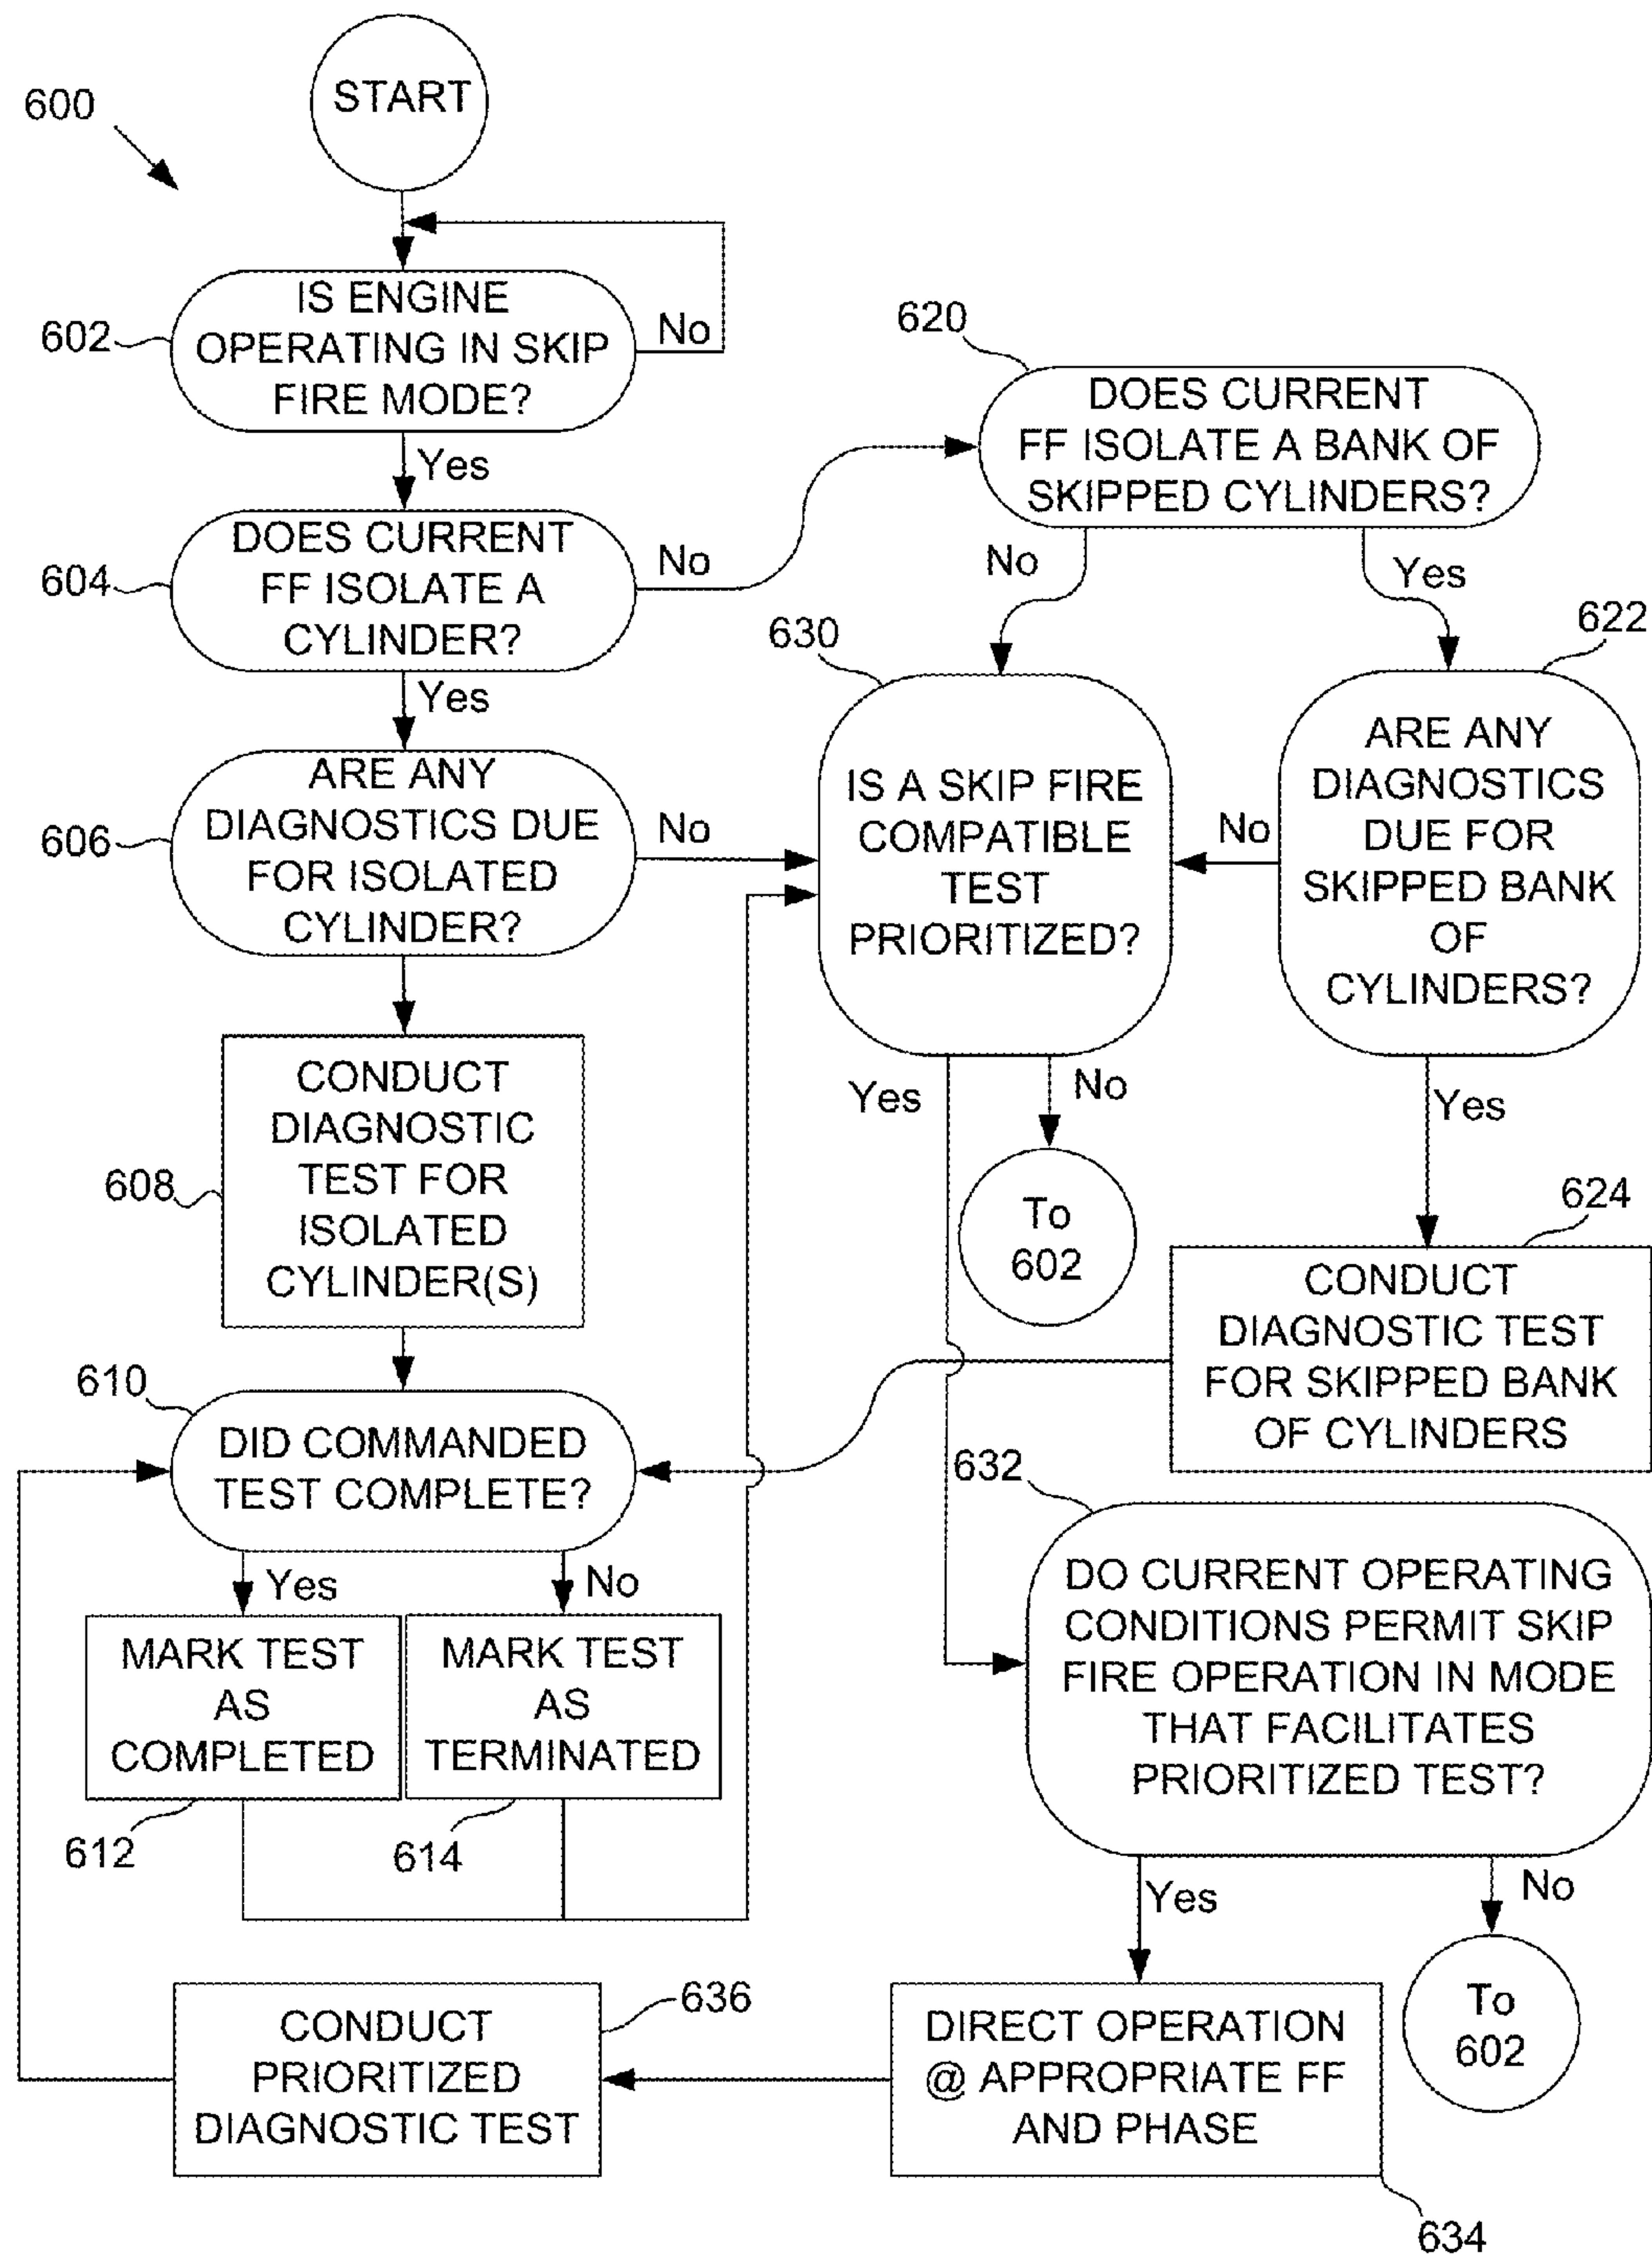 600
START
602
IS ENGINE
OPERATING IN SKIP
FIRE MODE?
No
Yes
604
DOES CURRENT
FF ISOLATE A
CYLINDER?
No
Yes
606
ARE ANY
DIAGNOSTICS DUE
FOR ISOLATED
CYLINDER?
No
608
CONDUCT
DIAGNOSTIC
TEST FOR
ISOLATED
CYLINDER(S)
610
DID COMMANDED
TEST COMPLETE?
Yes
No
MARK TEST
AS
COMPLETED
612
MARK TEST
AS
TERMINATED
614
620
DOES CURRENT
FF ISOLATE A BANK OF
SKIPPED CYLINDERS?
No
Yes
630
IS A SKIP FIRE
COMPATIBLE
TEST
PRIORITIZED?
Yes
No
To
602
622
ARE ANY
DIAGNOSTICS
DUE FOR
SKIPPED BANK
OF
CYLINDERS?
No
Yes
624
CONDUCT
DIAGNOSTIC TEST
FOR SKIPPED BANK
OF CYLINDERS
632
DO CURRENT OPERATING
CONDITIONS PERMIT SKIP
FIRE OPERATION IN MODE
THAT FACILITATES
PRIORITIZED TEST?
Yes
No
To
602
DIRECT OPERATION
@ APPROPRIATE FF
AND PHASE
634
636
CONDUCT
PRIORITIZED
DIAGNOSTIC TEST